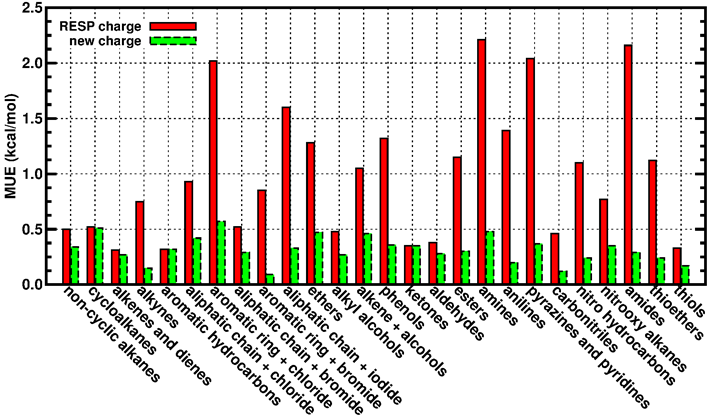 2.5
2.0
1.5
1.0
0.5
0.0
MUE (kcal/mol)
RESP charge
new charge
non-cyclic alkanes
cycloalkanes
alkenes and dienes
alkynes
aromatic hydrocarbons
aliphatic chain + chloride
aromatic ring + chloride
aliphatic chain + bromide
aromatic ring + bromide
aliphatic chain + iodide
ethers
alkyl alcohols
alkene + alcohols
phenols
ketones
aldehydes
esters
amines
anilines
pyrazines and pyridines
carbonitriles
nitro hydrocarbons
nitrooxy alkanes
amides
thioethers
thiols